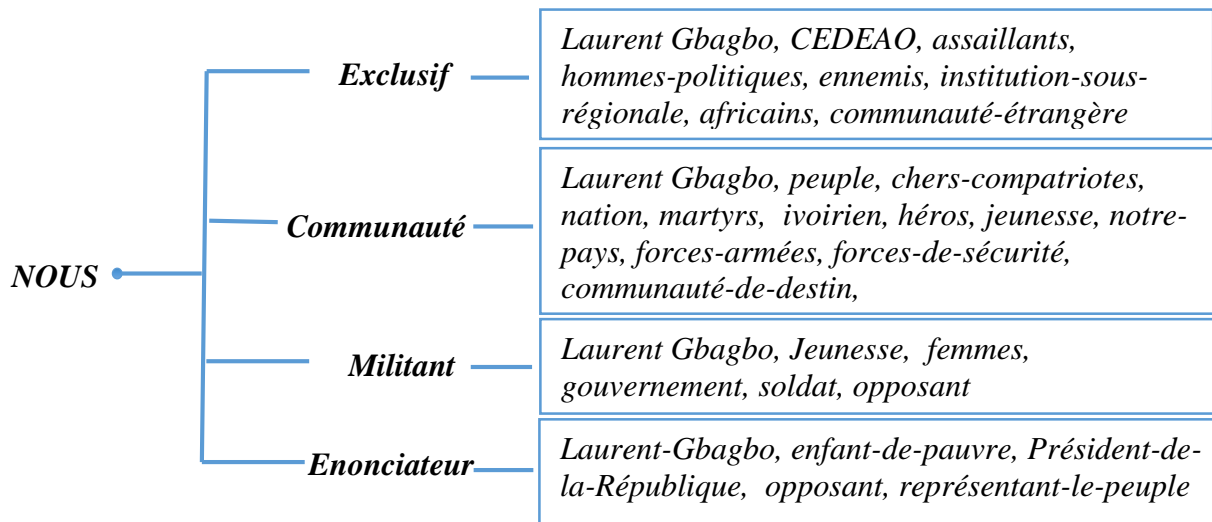 NOUS
Exclusif
Laurent Gbagbo, CEDEAO, assaillants,
hommes-politiques, ennemis, institution-sous-
régionale, africains, communauté-étrangère
Communauté
Laurent Gbagbo, peuple, chers-compatriotes,
nation, martyrs, ivoirien, héros, jeunesse, notre-
pays, forces-armées, forces-de-sécurité,
communauté-de-destin,
Militant
Laurent Gbagbo, Jeunesse, femmes,
gouvernement, soldat, opposant
Enonciateur
Laurent-Gbagbo, enfant-de-pauvre, Président-de-
la-République, opposant, représentant-le-peuple